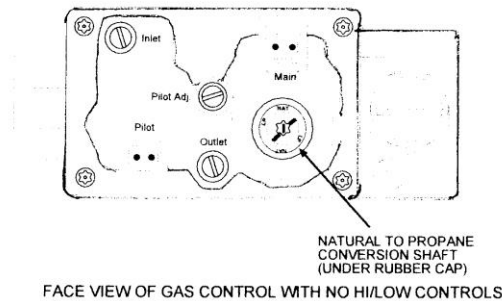 Inlet
Main
Pilot Adj.
Pilot
NAT
Outlet
NATURAL TO PROPANE
CONVERSION SHAFT
(UNDER RUBBER CAP)
FACE VIEW OF GAS CONTROL WITH NO HI/LOW CONTROLS